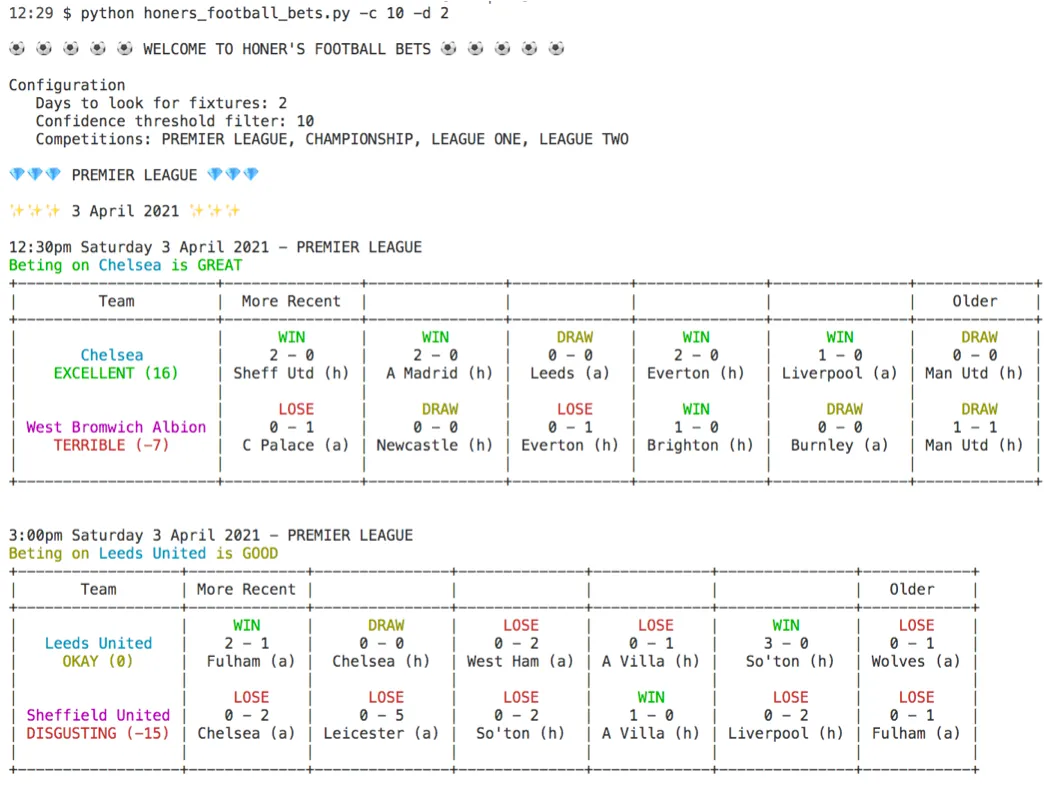 12:29 $ python honers_football_bets.py -c 10 -d 2
⚽ ⚽ ⚽ ⚽ ⚽ WELCOME TO HONER'S FOOTBALL BETS ⚽ ⚽ ⚽ ⚽ ⚽
Configuration
Days to look for fixtures: 2
Confidence threshold filter: 10
Competitions: PREMIER LEAGUE, CHAMPIONSHIP, LEAGUE ONE, LEAGUE TWO
💎💎💎 PREMIER LEAGUE 💎💎💎
✨✨✨ 3 April 2021 ✨✨✨
12:30pm Saturday 3 April 2021 - PREMIER LEAGUE
Beting on Chelsea is GREAT
Team | More Recent | | | | | Older
WIN | WIN | DRAW | WIN | WIN | DRAW
Chelsea | 2 - 0 | 2 - 0 | 0 - 0 | 2 - 0 | 1 - 0 | 0 - 0
EXCELLENT (16) | Sheff Utd (h) | A Madrid (h) | Leeds (a) | Everton (h) | Liverpool (a) | Man Utd (h)
LOSE | DRAW | LOSE | WIN | DRAW | DRAW
West Bromwich Albion | 0 - 1 | 0 - 0 | 0 - 1 | 1 - 0 | 0 - 0 | 1 - 1
TERRIBLE (-7) | C Palace (a) | Newcastle (h) | Everton (h) | Brighton (h) | Burnley (a) | Man Utd (h)
3:00pm Saturday 3 April 2021 - PREMIER LEAGUE
Beting on Leeds United is GOOD
Team | More Recent | | | | | Older
WIN | DRAW | LOSE | LOSE | WIN | LOSE
Leeds United | 2 - 1 | 0 - 0 | 0 - 2 | 0 - 1 | 3 - 0 | 0 - 1
OKAY (0) | Fulham (a) | Chelsea (h) | West Ham (a) | A Villa (h) | So'ton (h) | Wolves (a)
LOSE | LOSE | LOSE | WIN | LOSE | LOSE
Sheffield United | 0 - 2 | 0 - 5 | 0 - 2 | 1 - 0 | 0 - 2 | 0 - 1
DISGUSTING (-15) | Chelsea (a) | Leicester (a) | So'ton (h) | A Villa (h) | Liverpool (h) | Fulham (a)